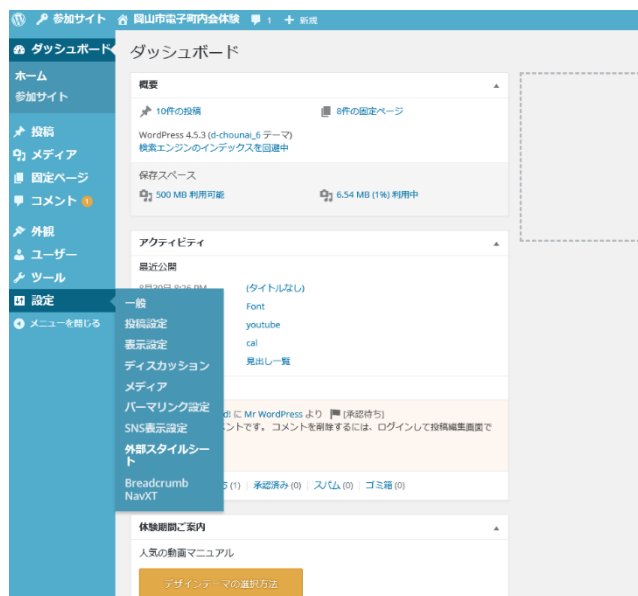 参加サイト 岡山市電子町内会体験 1 + 新規
ダッシュボード
ホーム
参加サイト
投稿
メディア
固定ページ
コメント 1
外観
ユーザー
ツール
設定
メニューを閉じる
一般
投稿設定
表示設定
ディスカッション
メディア
パーマリンク設定
SNS表示設定
外部スタイルシー
ト
Breadcrumb
NavXT
ダッシュボード
概要
10件の投稿 8件の固定ページ
WordPress 4.5.3 (d-chounai_6 テーマ)
検索エンジンのインデックスを回避中
保存スペース
500 MB 利用可能 6.54 MB (1%) 利用中
アクティビティ
最近公開
(タイトルなし)
Font
youtube
cal
見出し一覧
に Mr WordPress より [承認待ち]
ントです。コメントを削除するには、ログインして投稿編集画面で
(1) | 承認済み (0) | スパム (0) | ゴミ箱 (0)
体験期間ご案内
人気の動画マニュアル
デザインテーマの選択方法